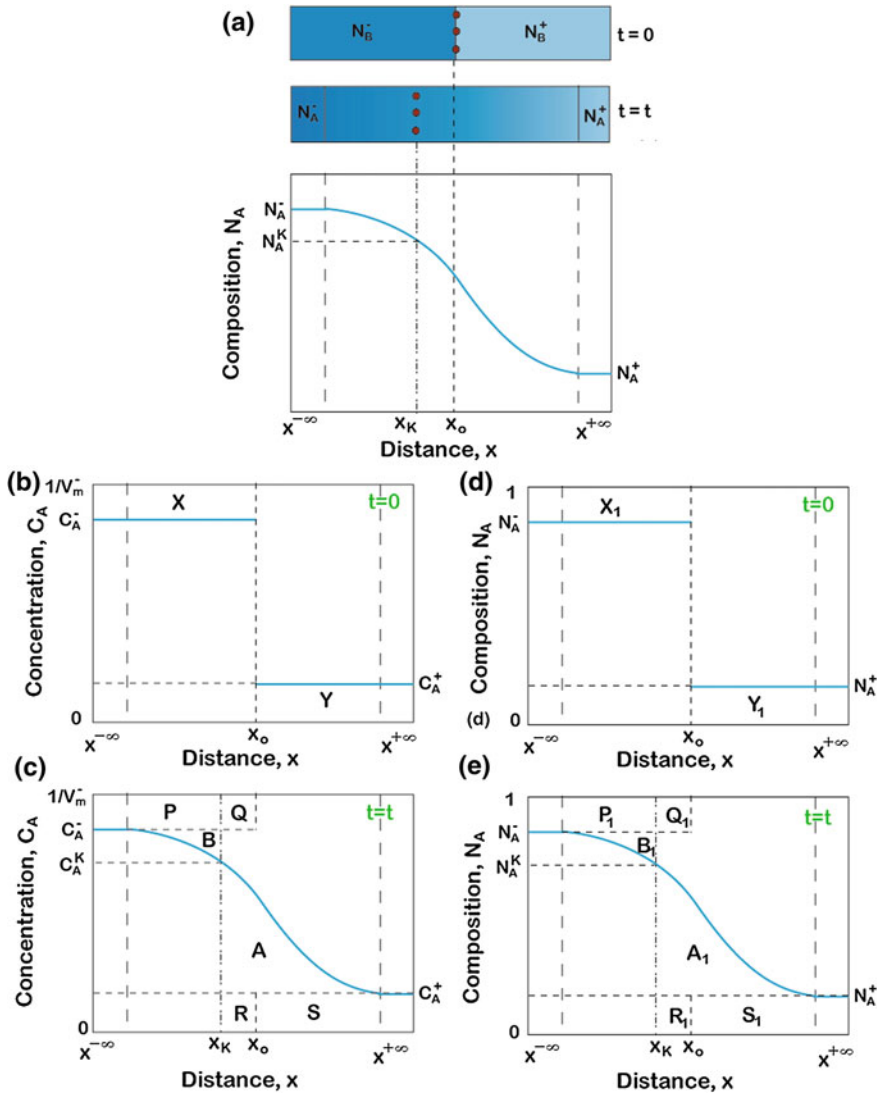 (a)
N_B^- N_B^+ t = 0
N_A^- N_A^+ t = t
Composition, N_A
N_A^-
N_A^K
N_A^+
x^{-∞} x_K x_o x^{+∞}
Distance, x
(b)
1/V_m^-
C_A^-
X t=0
Concentration, C_A
Y C_A^+
0
x^{-∞} x_o x^{+∞}
Distance, x
(d)
1
N_A^-
X_1 t=0
Composition, N_A
N_A^+
Y_1
(d)
0
x^{-∞} x_o x^{+∞}
Distance, x
(c)
1/V_m^-
P Q t=t
C_A^-
B
C_A^K
Concentration, C_A
A
C_A^+
R S
0
x^{-∞} x_K x_o x^{+∞}
Distance, x
(e)
1
P_1 Q_1 t=t
N_A^-
B_1
N_A^K
Composition, N_A
A_1
N_A^+
R_1 S_1
0
x^{-∞} x_K x_o x^{+∞}
Distance, x